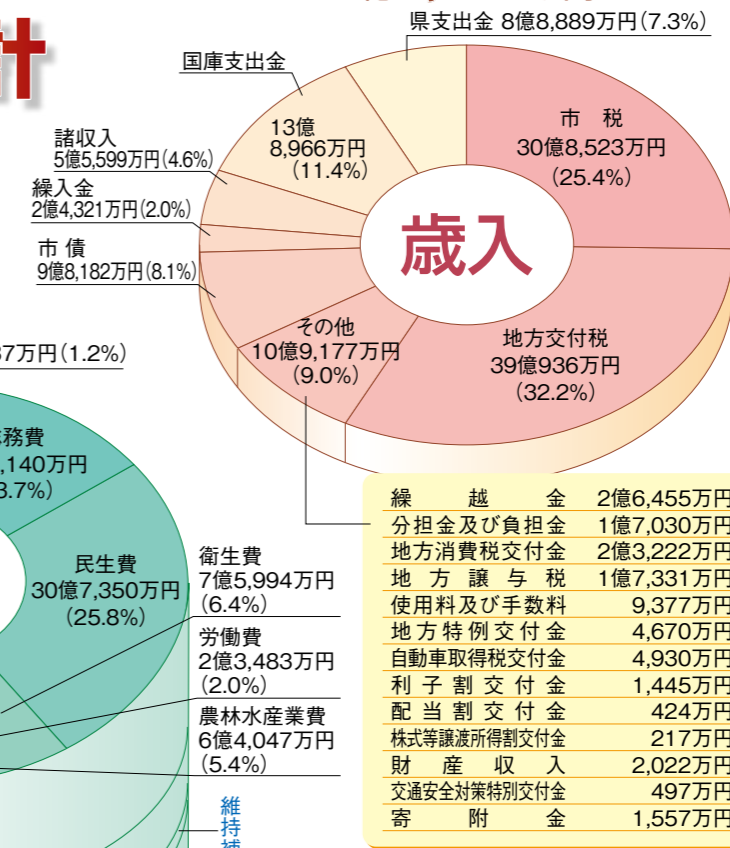 計
県支出金 8億8,889万円(7.3%)
国庫支出金
13億
8,966万円
(11.4%)
市 税
30億8,523万円
(25.4%)
諸収入
5億5,599万円(4.6%)
繰入金
2億4,321万円(2.0%)
市 債
9億8,182万円(8.1%)
歳入
その他
10億9,177万円
(9.0%)
地方交付税
39億936万円
(32.2%)
7万円(1.2%)
務費
,140万円
3.7%)
民生費
30億7,350万円
(25.8%)
衛生費
7億5,994万円
(6.4%)
労働費
2億3,483万円
(2.0%)
農林水産業費
6億4,047万円
(5.4%)
維持
繰越金 2億6,455万円
分担金及び負担金 1億7,030万円
地方消費税交付金 2億3,222万円
地方譲与税 1億7,331万円
使用料及び手数料 9,377万円
地方特例交付金 4,670万円
自動車取得税交付金 4,930万円
利子割交付金 1,445万円
配当割交付金 424万円
株式等譲渡所得割交付金 217万円
財産収入 2,022万円
交通安全対策特別交付金 497万円
寄附金 1,557万円